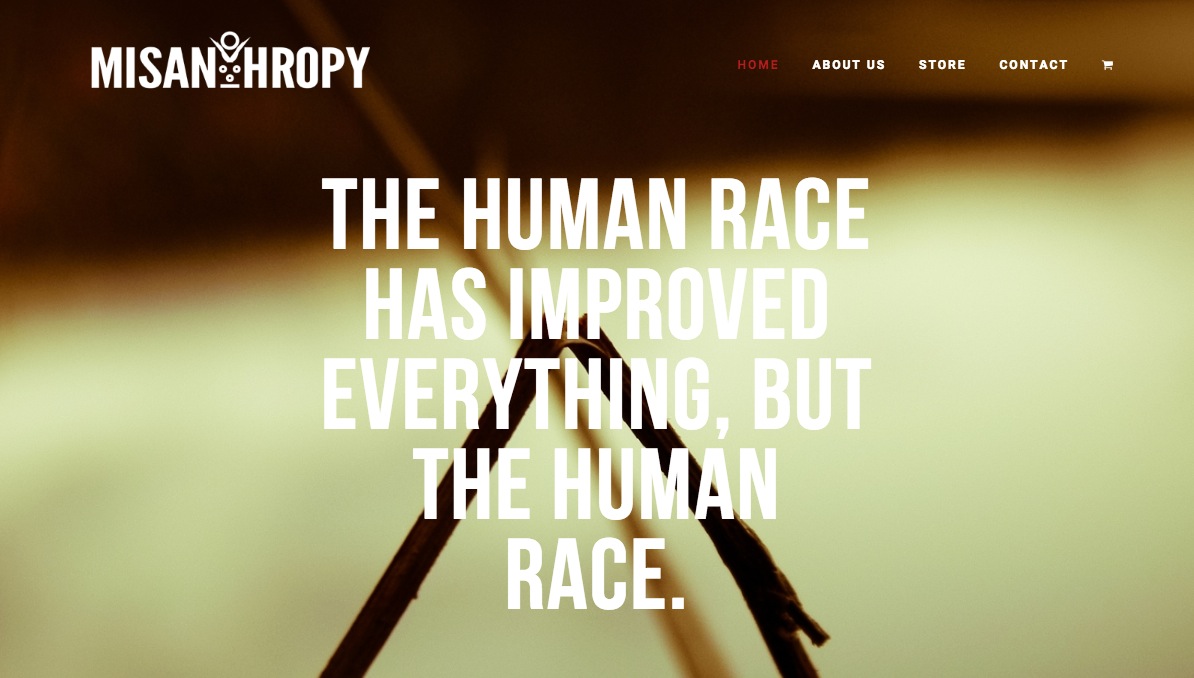 MISANTHROPY
HOME ABOUT US STORE CONTACT
THE HUMAN RACE
HAS IMPROVED
EVERYTHING, BUT
THE HUMAN
RACE.